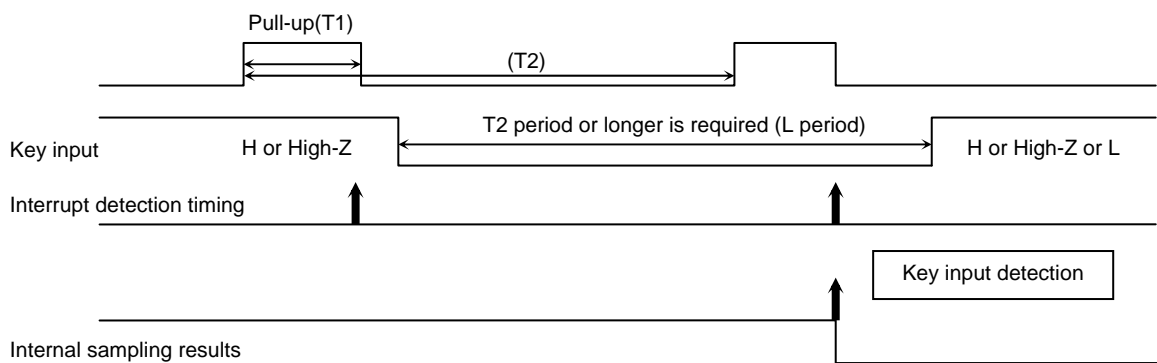 Pull-up(T1)
(T2)
T2 period or longer is required (L period)
Key input
H or High-Z
H or High-Z or L
Interrupt detection timing
Key input detection
Internal sampling results